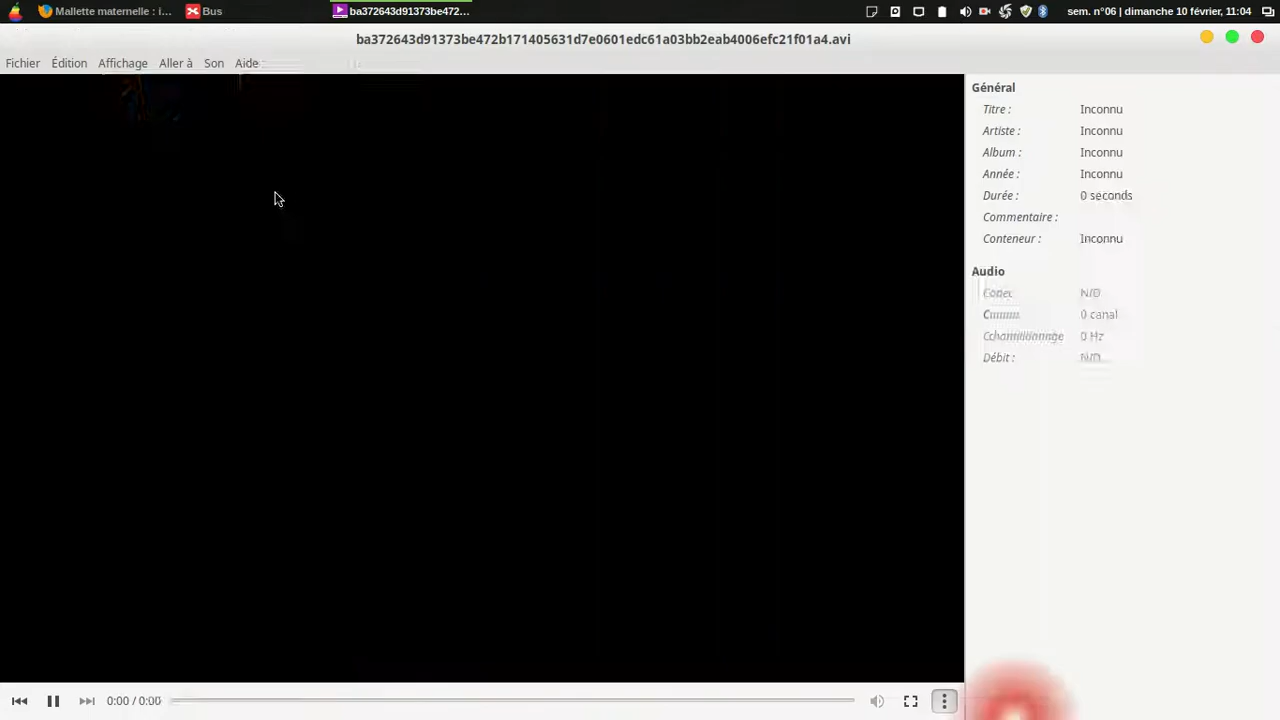 Mallette maternelle : i... Bus ba372643d91373be472... sem. n°06 | dimanche 10 février, 11:04
ba372643d91373be472b171405631d7e0601edc61a03bb2eab4006efc21f01a4.avi
Fichier Édition Affichage Aller à Son Aide
Général
Titre : Inconnu
Artiste : Inconnu
Album : Inconnu
Année : Inconnu
Durée : 0 seconds
Commentaire :
Conteneur : Inconnu
Audio
N/D
0 canal
0 Hz
Débit : N/D
0:00 / 0:00